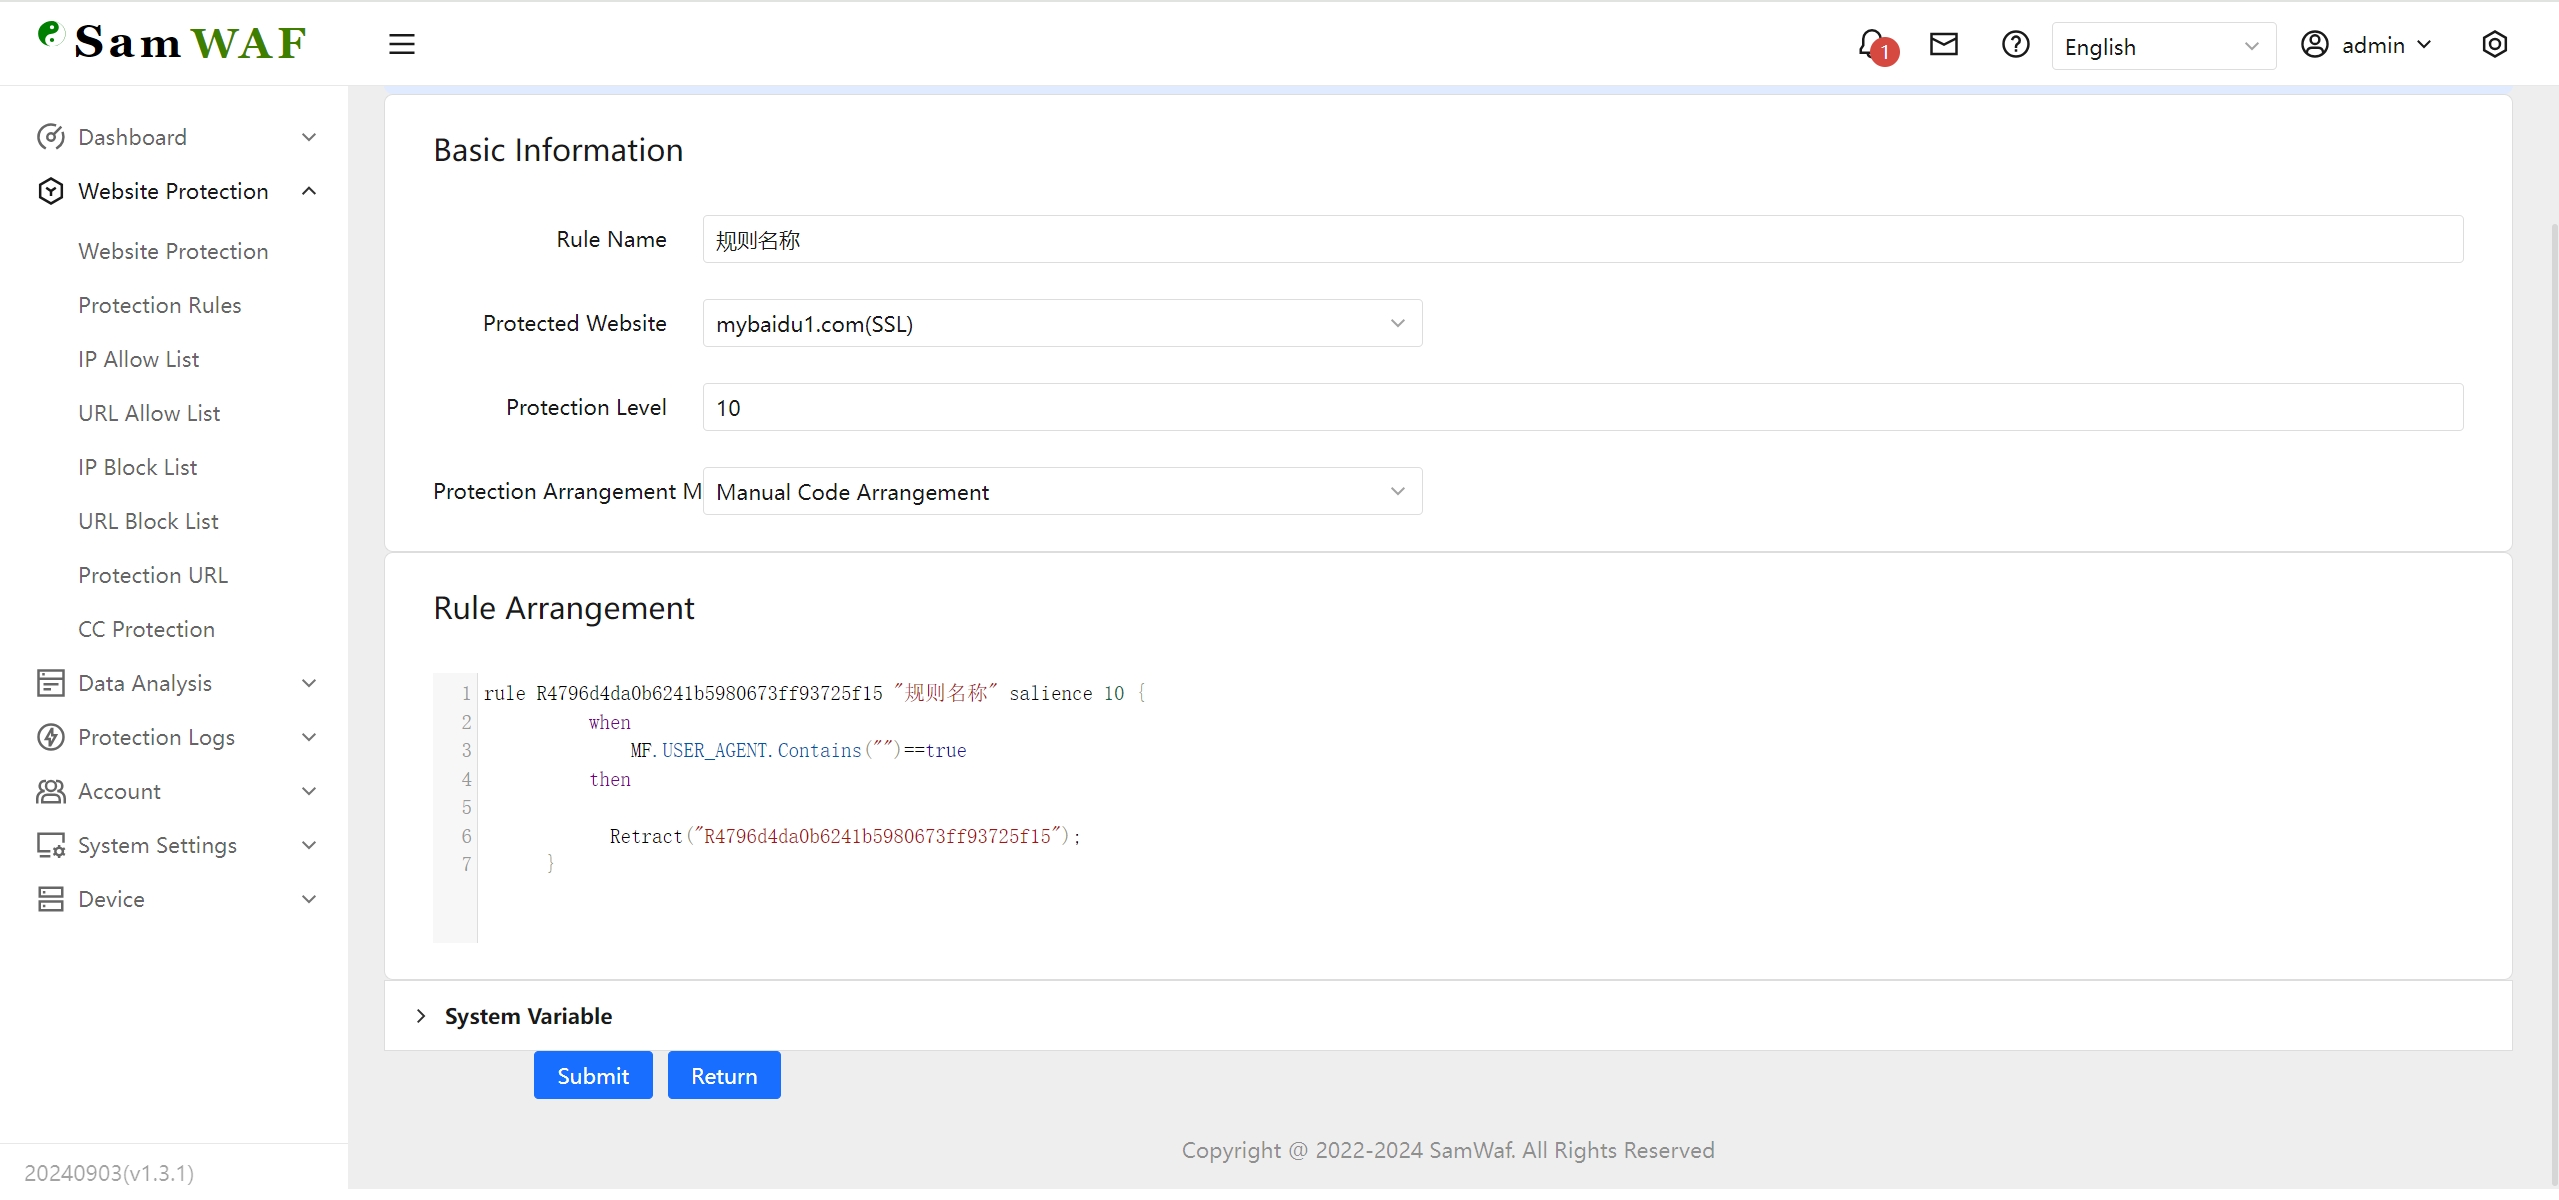 Sam WAF
1
English
admin
Dashboard
Website Protection
Website Protection
Protection Rules
IP Allow List
URL Allow List
IP Block List
URL Block List
Protection URL
CC Protection
Data Analysis
Protection Logs
Account
System Settings
Device
20240903(v1.3.1)
Basic Information
Rule Name 规则名称
Protected Website mybaidu1.com(SSL)
Protection Level 10
Protection Arrangement M Manual Code Arrangement
Rule Arrangement
1 rule R4796d4da0b6241b5980673ff93725f15 "规则名称" salience 10 {
2 when
3 MF.USER_AGENT.Contains("")==true
4 then
5
6 Retract("R4796d4da0b6241b5980673ff93725f15");
7 }
System Variable
Submit Return
Copyright @ 2022-2024 SamWaf. All Rights Reserved